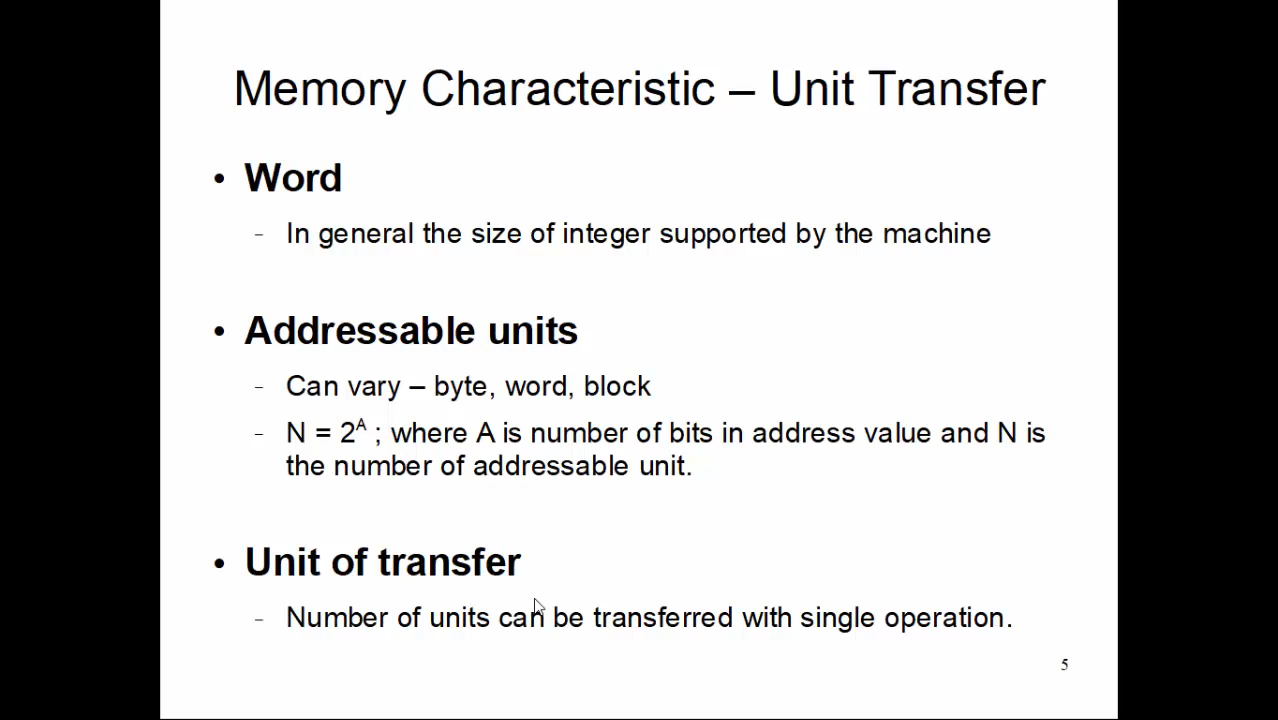 Memory Characteristic – Unit Transfer
• Word
– In general the size of integer supported by the machine
• Addressable units
– Can vary – byte, word, block
– N = 2^A ; where A is number of bits in address value and N is
the number of addressable unit.
• Unit of transfer
– Number of units can be transferred with single operation.
5